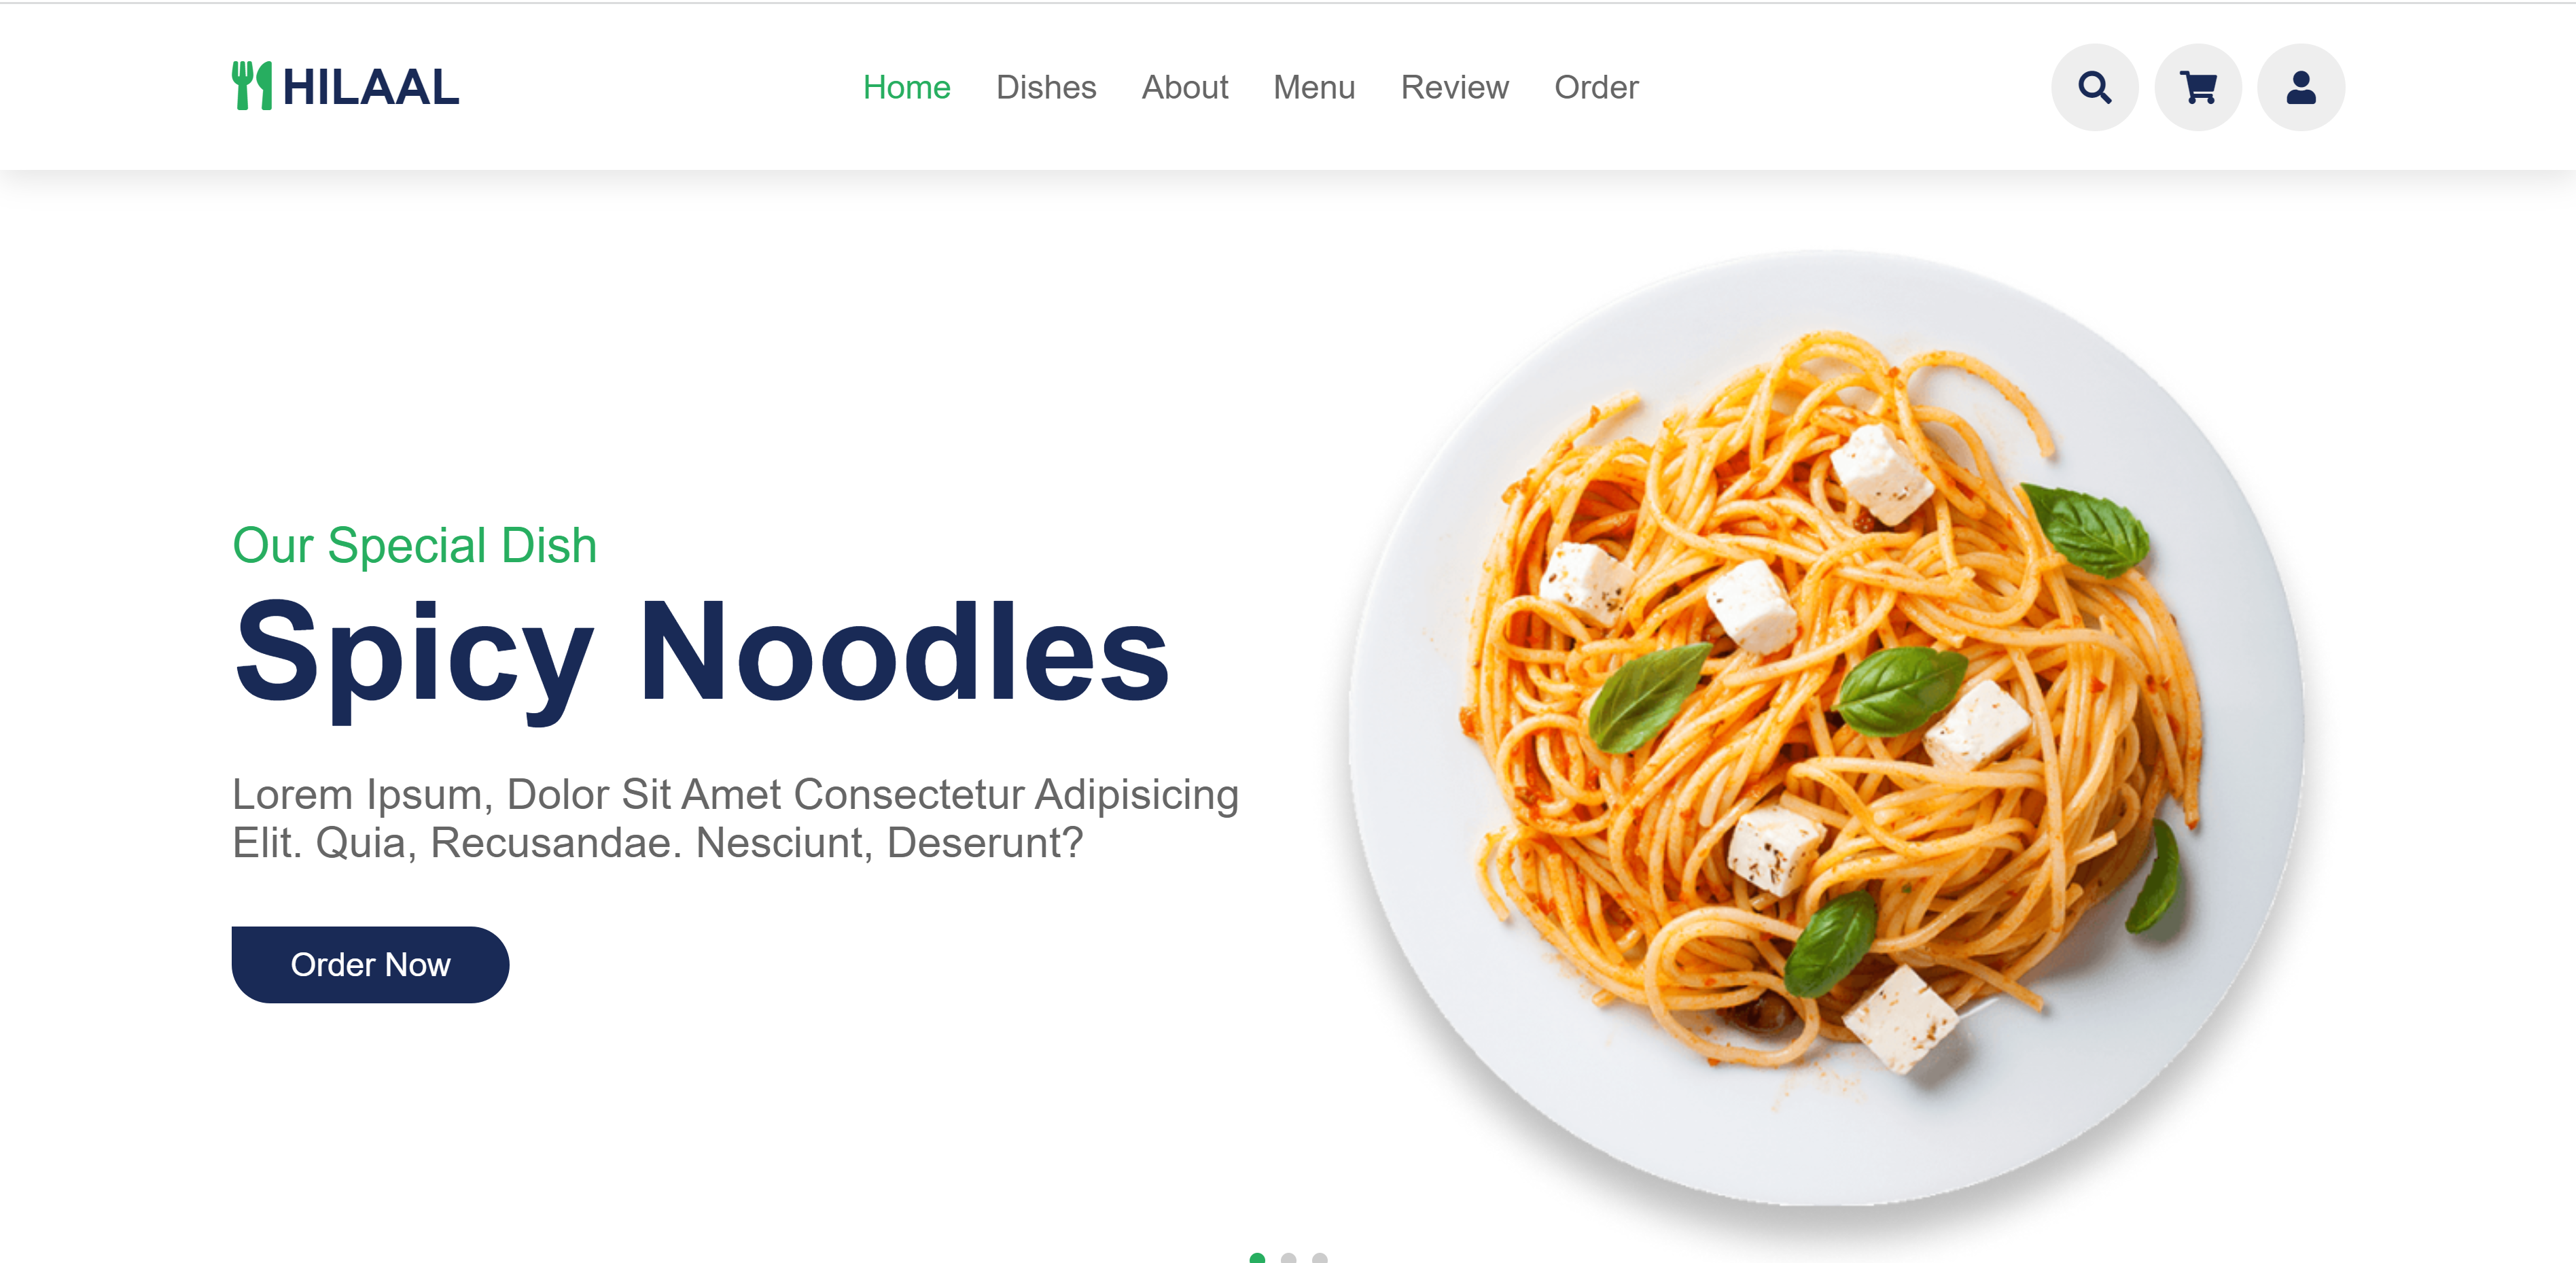 HILAAL
Home Dishes About Menu Review Order
Our Special Dish
Spicy Noodles
Lorem Ipsum, Dolor Sit Amet Consectetur Adipisicing
Elit. Quia, Recusandae. Nesciunt, Deserunt?
Order Now